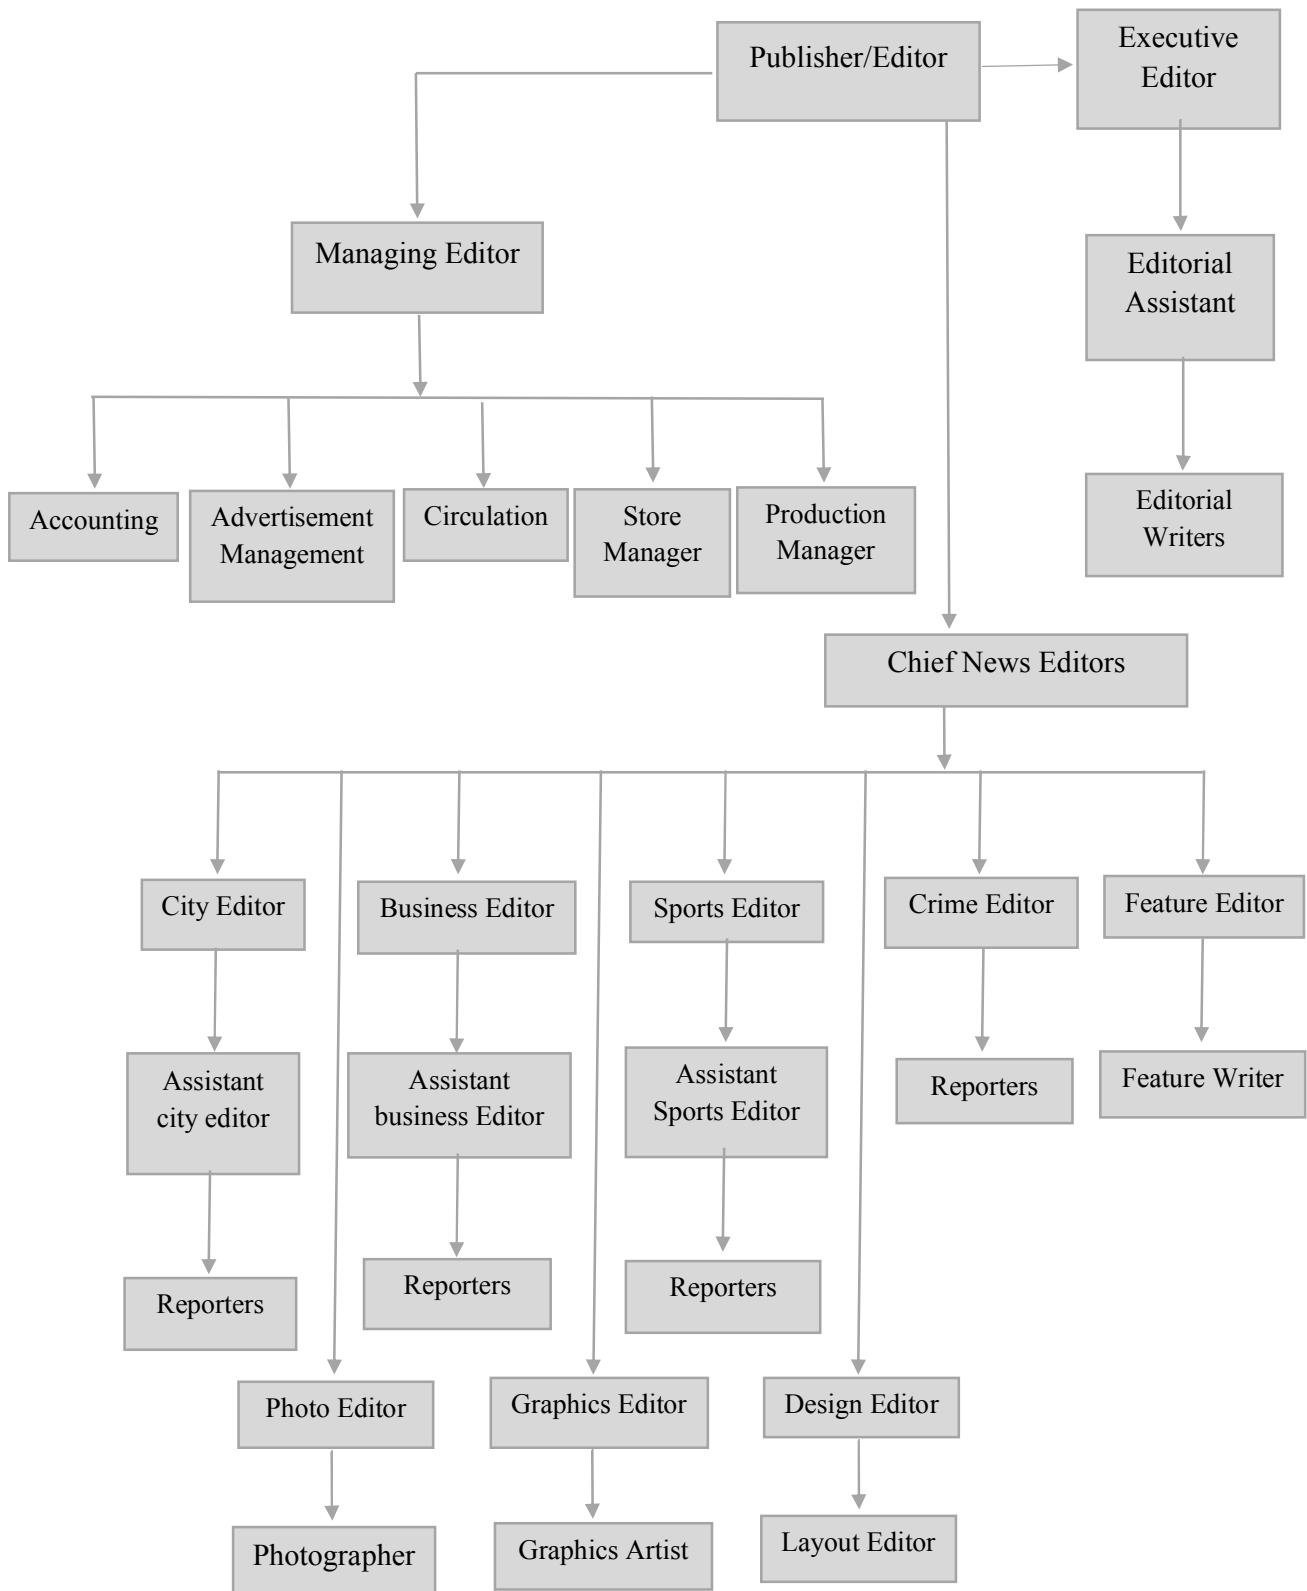 Publisher/Editor
Executive
Editor
Managing Editor
Editorial
Assistant
Accounting
Advertisement
Management
Circulation
Store
Manager
Production
Manager
Editorial
Writers
Chief News Editors
City Editor
Business Editor
Sports Editor
Crime Editor
Feature Editor
Assistant
city editor
Assistant
business Editor
Assistant
Sports Editor
Reporters
Feature Writer
Reporters
Reporters
Reporters
Photo Editor
Graphics Editor
Design Editor
Photographer
Graphics Artist
Layout Editor